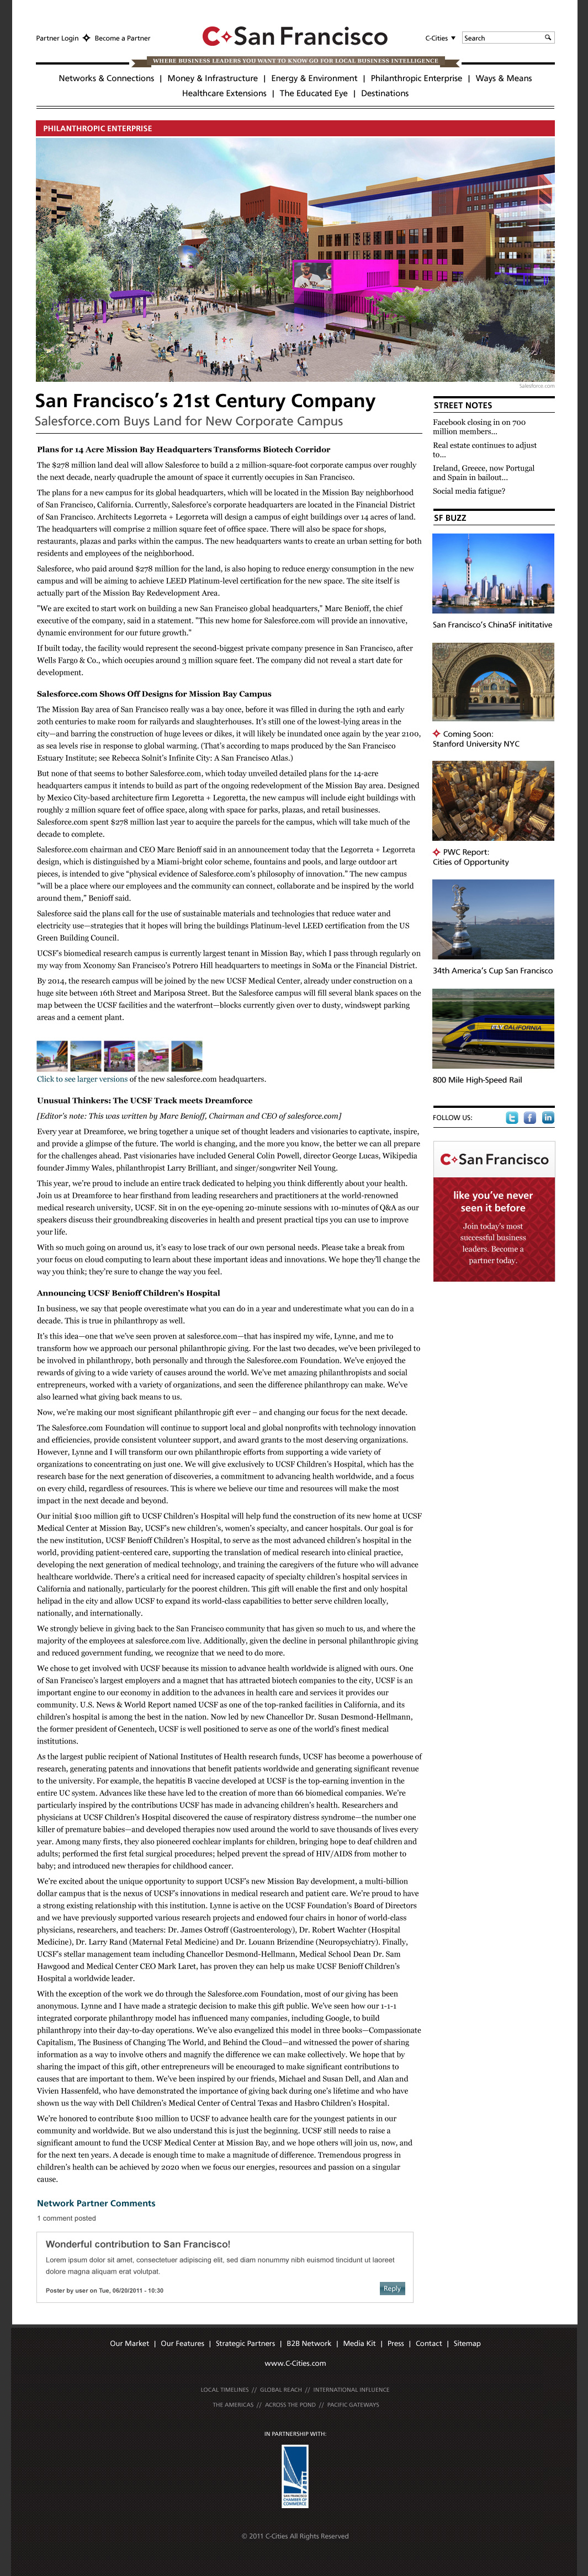 Partner Login Become a Partner
C San Francisco
C-Cities
Search
WHERE BUSINESS LEADERS YOU WANT TO KNOW GO FOR LOCAL BUSINESS INTELLIGENCE
Networks & Connections | Money & Infrastructure | Energy & Environment | Philanthropic Enterprise | Ways & Means
Healthcare Extensions | The Educated Eye | Destinations
PHILANTHROPIC ENTERPRISE
Salesforce.com
San Francisco's 21st Century Company
Salesforce.com Buys Land for New Corporate Campus
Plans for 14 Acre Mission Bay Headquarters Transforms Biotech Corridor
The $278 million land deal will allow Salesforce to build a 2 million-square-foot corporate campus over roughly
the next decade, nearly quadruple the amount of space it currently occupies in San Francisco.
The plans for a new campus for its global headquarters, which will be located in the Mission Bay neighborhood
of San Francisco, California. Currently, Salesforce's corporate headquarters are located in the Financial District
of San Francisco. Architects Legorreta + Legorreta will design a campus of eight buildings over 14 acres of land.
The headquarters will comprise 2 million square feet of office space. There will also be space for shops,
restaurants, plazas and parks within the campus. The new headquarters wants to create an urban setting for both
residents and employees of the neighborhood.
Salesforce, who paid around $278 million for the land, is also hoping to reduce energy consumption in the new
campus and will be aiming to achieve LEED Platinum-level certification for the new space. The site itself is
actually part of the Mission Bay Redevelopment Area.
"We are excited to start work on building a new San Francisco global headquarters," Marc Benioff, the chief
executive of the company, said in a statement. "This new home for Salesforce.com will provide an innovative,
dynamic environment for our future growth."
If built today, the facility would represent the second-biggest private company presence in San Francisco, after
Wells Fargo & Co., which occupies around 3 million square feet. The company did not reveal a start date for
development.
Salesforce.com Shows Off Designs for Mission Bay Campus
The Mission Bay area of San Francisco really was a bay once, before it was filled in during the 19th and early
20th centuries to make room for railyards and slaughterhouses. It's still one of the lowest-lying areas in the
city—and barring the construction of huge levees or dikes, it will likely be inundated once again by the year 2100,
as sea levels rise in response to global warming. (That's according to maps produced by the San Francisco
Estuary Institute; see Rebecca Solnit's Infinite City: A San Francisco Atlas.)
But none of that seems to bother Salesforce.com, which today unveiled detailed plans for the 14-acre
headquarters campus it intends to build as part of the ongoing redevelopment of the Mission Bay area. Designed
by Mexico City-based architecture firm Legoretta + Legoretta, the new campus will include eight buildings with
roughly 2 million square feet of office space, along with space for parks, plazas, and retail businesses.
Salesforce.com spent $278 million last year to acquire the parcels for the campus, which will take much of the
decade to complete.
Salesforce.com chairman and CEO Marc Benioff said in an announcement today that the Legorreta + Legorreta
design, which is distinguished by a Miami-bright color scheme, fountains and plazas, and large outdoor art
pieces, is intended to give "physical evidence of Salesforce.com's philosophy of innovation." The new campus
"will be a place where our employees and the community can connect, collaborate and be inspired by the world
around them," Benioff said.
Salesforce said the plans call for the use of sustainable materials and technologies that reduce water and
electricity use—strategies that it hopes will bring the buildings Platinum-level LEED certification from the US
Green Building Council.
UCSF's biomedical research campus is currently largest tenant in Mission Bay, which I pass through regularly on
my way from Xconomy San Francisco's Potrero Hill headquarters to meetings in SoMa or the Financial District.
By 2014, the research campus will be joined by the new UCSF Medical Center, already under construction on a
huge site between 16th Street and Mariposa Street. But the Salesforce campus will fill several blank spaces on the
map between the UCSF facilities and the waterfront—blocks currently given over to dusty, windswept parking
areas and a cement plant.
Click to see larger versions of the new salesforce.com headquarters.
Unusual Thinkers: The UCSF Track meets Dreamforce
[Editor's note: This was written by Marc Benioff, Chairman and CEO of salesforce.com]
Every year at Dreamforce, we bring together a unique set of thought leaders and visionaries to captivate, inspire,
and provide a glimpse of the future. The world is changing, and the more you know, the better we can all prepare
for the challenges ahead. Past visionaries have included General Colin Powell, director George Lucas, Wikipedia
founder Jimmy Wales, philanthropist Larry Brilliant, and singer/songwriter Neil Young.
This year, we're proud to include an entire track dedicated to helping you think differently about your health.
Join us at Dreamforce to hear firsthand from leading researchers and practitioners at the world-renowned
medical research university, UCSF. Sit in on the eye-opening 20-minute sessions with 10-minutes of Q&A as our
speakers discuss their groundbreaking discoveries in health and present practical tips you can use to improve
your life.
With so much going on around us, it's easy to lose track of our own personal needs. Please take a break from
your focus on cloud computing to learn about these important ideas and innovations. We hope they'll change the
way you think; they're sure to change the way you feel.
Announcing UCSF Benioff Children's Hospital
In business, we say that people overestimate what you can do in a year and underestimate what you can do in a
decade. This is true in philanthropy as well.
It's this idea—one that we've seen proven at salesforce.com—that has inspired my wife, Lynne, and me to
transform how we approach our personal philanthropic giving. For the last two decades, we've been privileged to
be involved in philanthropy, both personally and through the Salesforce.com Foundation. We've enjoyed the
rewards of giving to a wide variety of causes around the world. We've met amazing philanthropists and social
entrepreneurs, worked with a variety of organizations, and seen the difference philanthropy can make. We've
also learned what giving back means to us.
Now, we're making our most significant philanthropic gift ever – and changing our focus for the next decade.
The Salesforce.com Foundation will continue to support local and global nonprofits with technology innovation
and efficiencies, provide consistent volunteer support, and award grants to the most deserving organizations.
However, Lynne and I will transform our own philanthropic efforts from supporting a wide variety of
organizations to concentrating on just one. We will give exclusively to UCSF Children's Hospital, which has the
research base for the next generation of discoveries, a commitment to advancing health worldwide, and a focus
on every child, regardless of resources. This is where we believe our time and resources will make the most
impact in the next decade and beyond.
Our initial $100 million gift to UCSF Children's Hospital will help fund the construction of its new home at UCSF
Medical Center at Mission Bay, UCSF's new children's, women's specialty, and cancer hospitals. Our goal is for
the new institution, UCSF Benioff Children's Hospital, to serve as the most advanced children's hospital in the
world, providing patient-centered care, supporting the translation of medical research into clinical practice,
developing the next generation of medical technology, and training the caregivers of the future who will advance
healthcare worldwide. There's a critical need for increased capacity of specialty children's hospital services in
California and nationally, particularly for the poorest children. This gift will enable the first and only hospital
helipad in the city and allow UCSF to expand its world-class capabilities to better serve children locally,
nationally, and internationally.
We strongly believe in giving back to the San Francisco community that has given so much to us, and where the
majority of the employees at salesforce.com live. Additionally, given the decline in personal philanthropic giving
and reduced government funding, we recognize that we need to do more.
We chose to get involved with UCSF because its mission to advance health worldwide is aligned with ours. One
of San Francisco's largest employers and a magnet that has attracted biotech companies to the city, UCSF is an
important engine to our economy in addition to the advances in health care and services it provides our
community. U.S. News & World Report named UCSF as one of the top-ranked facilities in California, and its
children's hospital is among the best in the nation. Now led by new Chancellor Dr. Susan Desmond-Hellmann,
the former president of Genentech, UCSF is well positioned to serve as one of the world's finest medical
institutions.
As the largest public recipient of National Institutes of Health research funds, UCSF has become a powerhouse of
research, generating patents and innovations that benefit patients worldwide and generating significant revenue
to the university. For example, the hepatitis B vaccine developed at UCSF is the top-earning invention in the
entire UC system. Advances like these have led to the creation of more than 66 biomedical companies. We're
particularly inspired by the contributions UCSF has made in advancing children's health. Researchers and
physicians at UCSF Children's Hospital discovered the cause of respiratory distress syndrome—the number one
killer of premature babies—and developed therapies now used around the world to save thousands of lives every
year. Among many firsts, they also pioneered cochlear implants for children, bringing hope to deaf children and
adults; performed the first fetal surgical procedures; helped prevent the spread of HIV/AIDS from mother to
baby; and introduced new therapies for childhood cancer.
We're excited about the unique opportunity to support UCSF's new Mission Bay development, a multi-billion
dollar campus that is the nexus of UCSF's innovations in medical research and patient care. We're proud to have
a strong existing relationship with this institution. Lynne is active on the UCSF Foundation's Board of Directors
and we have previously supported various research projects and endowed four chairs in honor of world-class
physicians, researchers, and teachers: Dr. James Ostroff (Gastroenterology), Dr. Robert Wachter (Hospital
Medicine), Dr. Larry Rand (Maternal Fetal Medicine) and Dr. Louann Brizendine (Neuropsychiatry). Finally,
UCSF's stellar management team including Chancellor Desmond-Hellmann, Medical School Dean Dr. Sam
Hawgood and Medical Center CEO Mark Laret, has proven they can help us make UCSF Benioff Children's
Hospital a worldwide leader.
With the exception of the work we do through the Salesforce.com Foundation, most of our giving has been
anonymous. Lynne and I have made a strategic decision to make this gift public. We've seen how our 1-1-1
integrated corporate philanthropy model has influenced many companies, including Google, to build
philanthropy into their day-to-day operations. We've also evangelized this model in three books—Compassionate
Capitalism, The Business of Changing The World, and Behind the Cloud—and witnessed the power of sharing
information as a way to involve others and magnify the difference we can make collectively. We hope that by
sharing the impact of this gift, other entrepreneurs will be encouraged to make significant contributions to
causes that are important to them. We've been inspired by our friends, Michael and Susan Dell, and Alan and
Vivien Hassenfeld, who have demonstrated the importance of giving back during one's lifetime and who have
shown us the way with Dell Children's Medical Center of Central Texas and Hasbro Children's Hospital.
We're honored to contribute $100 million to UCSF to advance health care for the youngest patients in our
community and worldwide. But we also understand this is just the beginning. UCSF still needs to raise a
significant amount to fund the UCSF Medical Center at Mission Bay, and we hope others will join us, now, and
for the next ten years. A decade is enough time to make a magnitude of difference. Tremendous progress in
children's health can be achieved by 2020 when we focus our energies, resources and passion on a singular
cause.
Network Partner Comments
1 comment posted
Wonderful contribution to San Francisco!
Lorem ipsum dolor sit amet, consectetuer adipiscing elit, sed diam nonummy nibh euismod tincidunt ut laoreet
dolore magna aliquam erat volutpat.
Poster by user on Tue, 06/20/2011 - 10:30
Reply
STREET NOTES
Facebook closing in on 700
million members...
Real estate continues to adjust
to...
Ireland, Greece, now Portugal
and Spain in bailout...
Social media fatigue?
SF BUZZ
San Francisco's ChinaSF inititative
Coming Soon:
Stanford University NYC
PWC Report:
Cities of Opportunity
34th America's Cup San Francisco
CALIFORNIA
800 Mile High-Speed Rail
FOLLOW US:
C San Francisco
like you've never
seen it before
Join today's most
successful business
leaders. Become a
partner today.
Our Market | Our Features | Strategic Partners | B2B Network | Media Kit | Press | Contact | Sitemap
www.C-Cities.com
LOCAL TIMELINES // GLOBAL REACH // INTERNATIONAL INFLUENCE
THE AMERICAS // ACROSS THE POND // PACIFIC GATEWAYS
IN PARTNERSHIP WITH:
SAN FRANCISCO
CHAMBER OF
COMMERCE
© 2011 C-Cities All Rights Reserved